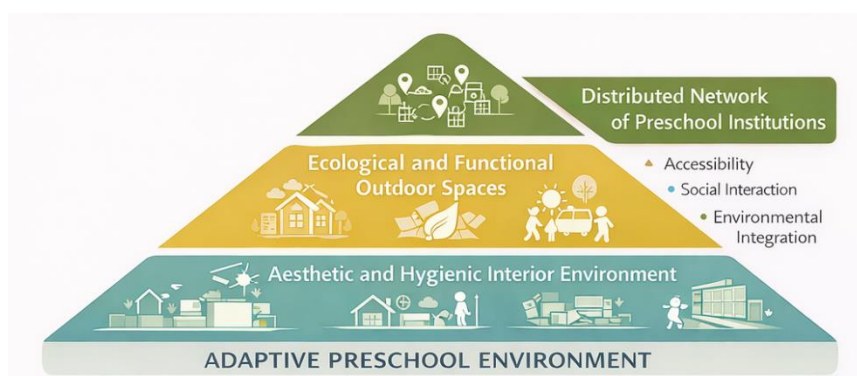 Distributed Network
of Preschool Institutions
Ecological and Functional
Outdoor Spaces
Accessibility
Social Interaction
Environmental
Integration
Aesthetic and Hygienic Interior Environment
ADAPTIVE PRESCHOOL ENVIRONMENT